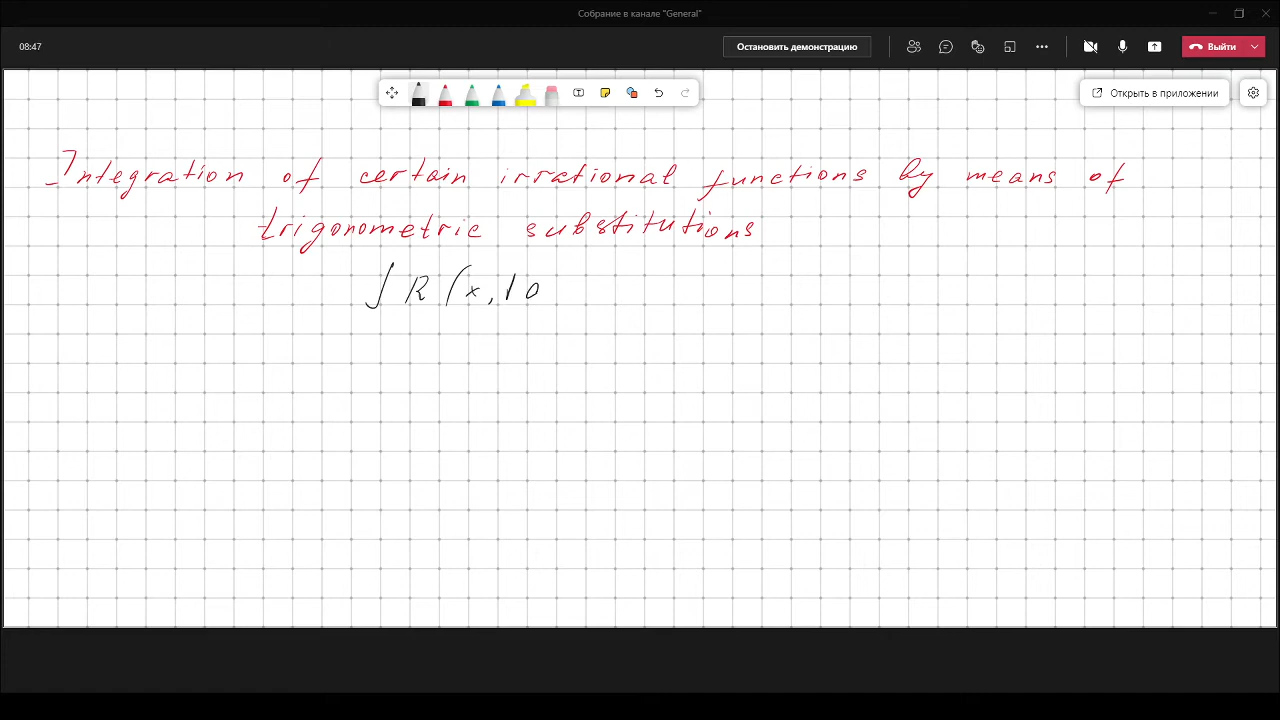 Собрание в канале "General"
08:47
Остановить демонстрацию
Выйти
Открыть в приложении
Integration of certain irrational functions by means of
trigonometric substitutions
∫ R (x,